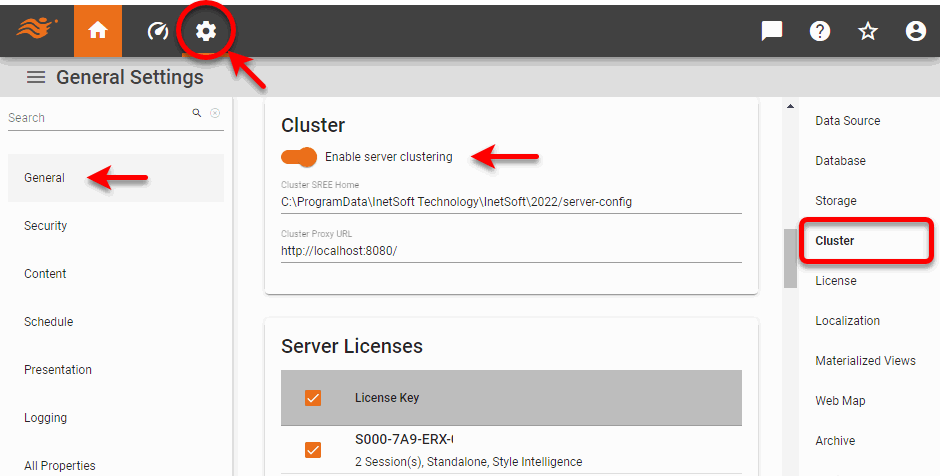 General Settings
Search
General
Security
Content
Schedule
Presentation
Logging
All Properties
Cluster
Enable server clustering
Cluster SREE Home
C:\ProgramData\InetSoft Technology\InetSoft\2022/server-config
Cluster Proxy URL
http://localhost:8080/
Server Licenses
License Key
S000-7A9-ERX-
2 Session(s), Standalone, Style Intelligence
Data Source
Database
Storage
Cluster
License
Localization
Materialized Views
Web Map
Archive